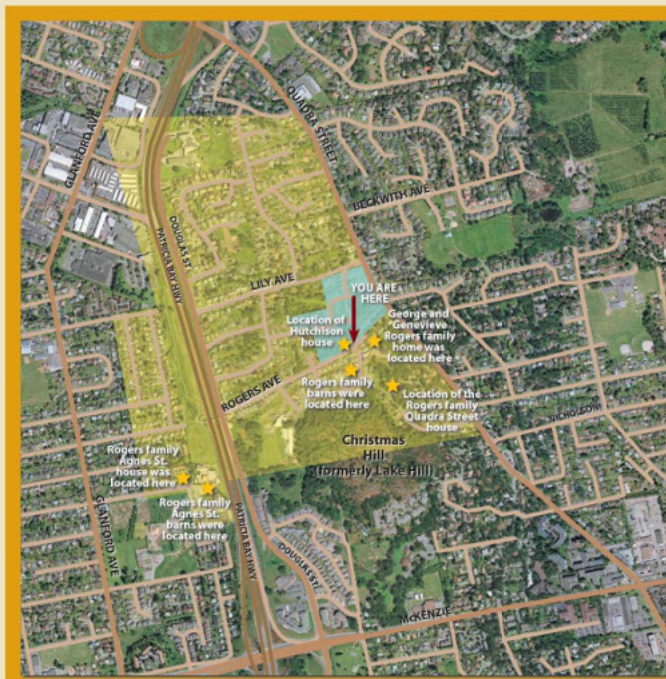 QUADRA STREET
GLANFORD AVE
BECKWITH AVE
DOUGLAS ST.
PATRICIA BAY HWY
LILY AVE
YOU ARE
HERE
Location of
Hutchison
house
George and
Genevieve
Rogers family
home was
located here
ROGERS AVE
Rogers family
barns were
located here
Location of the
Rogers family
Quadra Street
house
Christmas
Hill
(formerly Lake Hill)
Rogers family
Agnes St.
house was
located here
Rogers family
Agnes St.
barns were
located here
GLANFORD AVE
PATRICIA BAY HWY
DOUGLAS ST.
McKENZIE